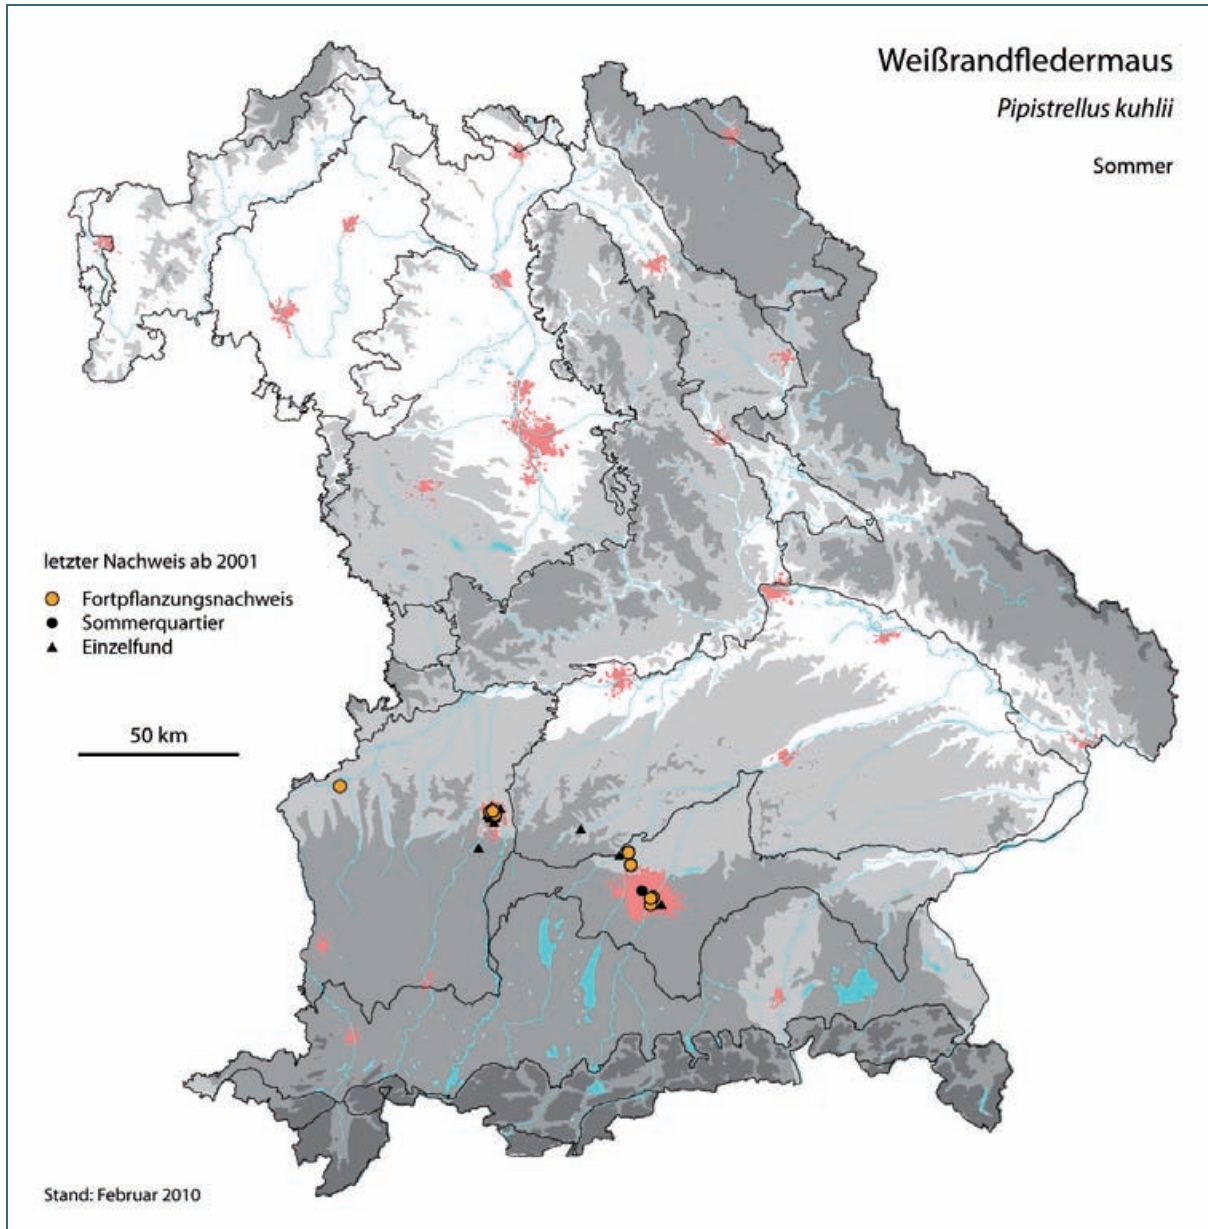 Weißrandfledermaus
Pipistrellus kuhlii
Sommer
letzter Nachweis ab 2001
Fortpflanzungsnachweis
Sommerquartier
Einzelfund
50 km
Stand: Februar 2010